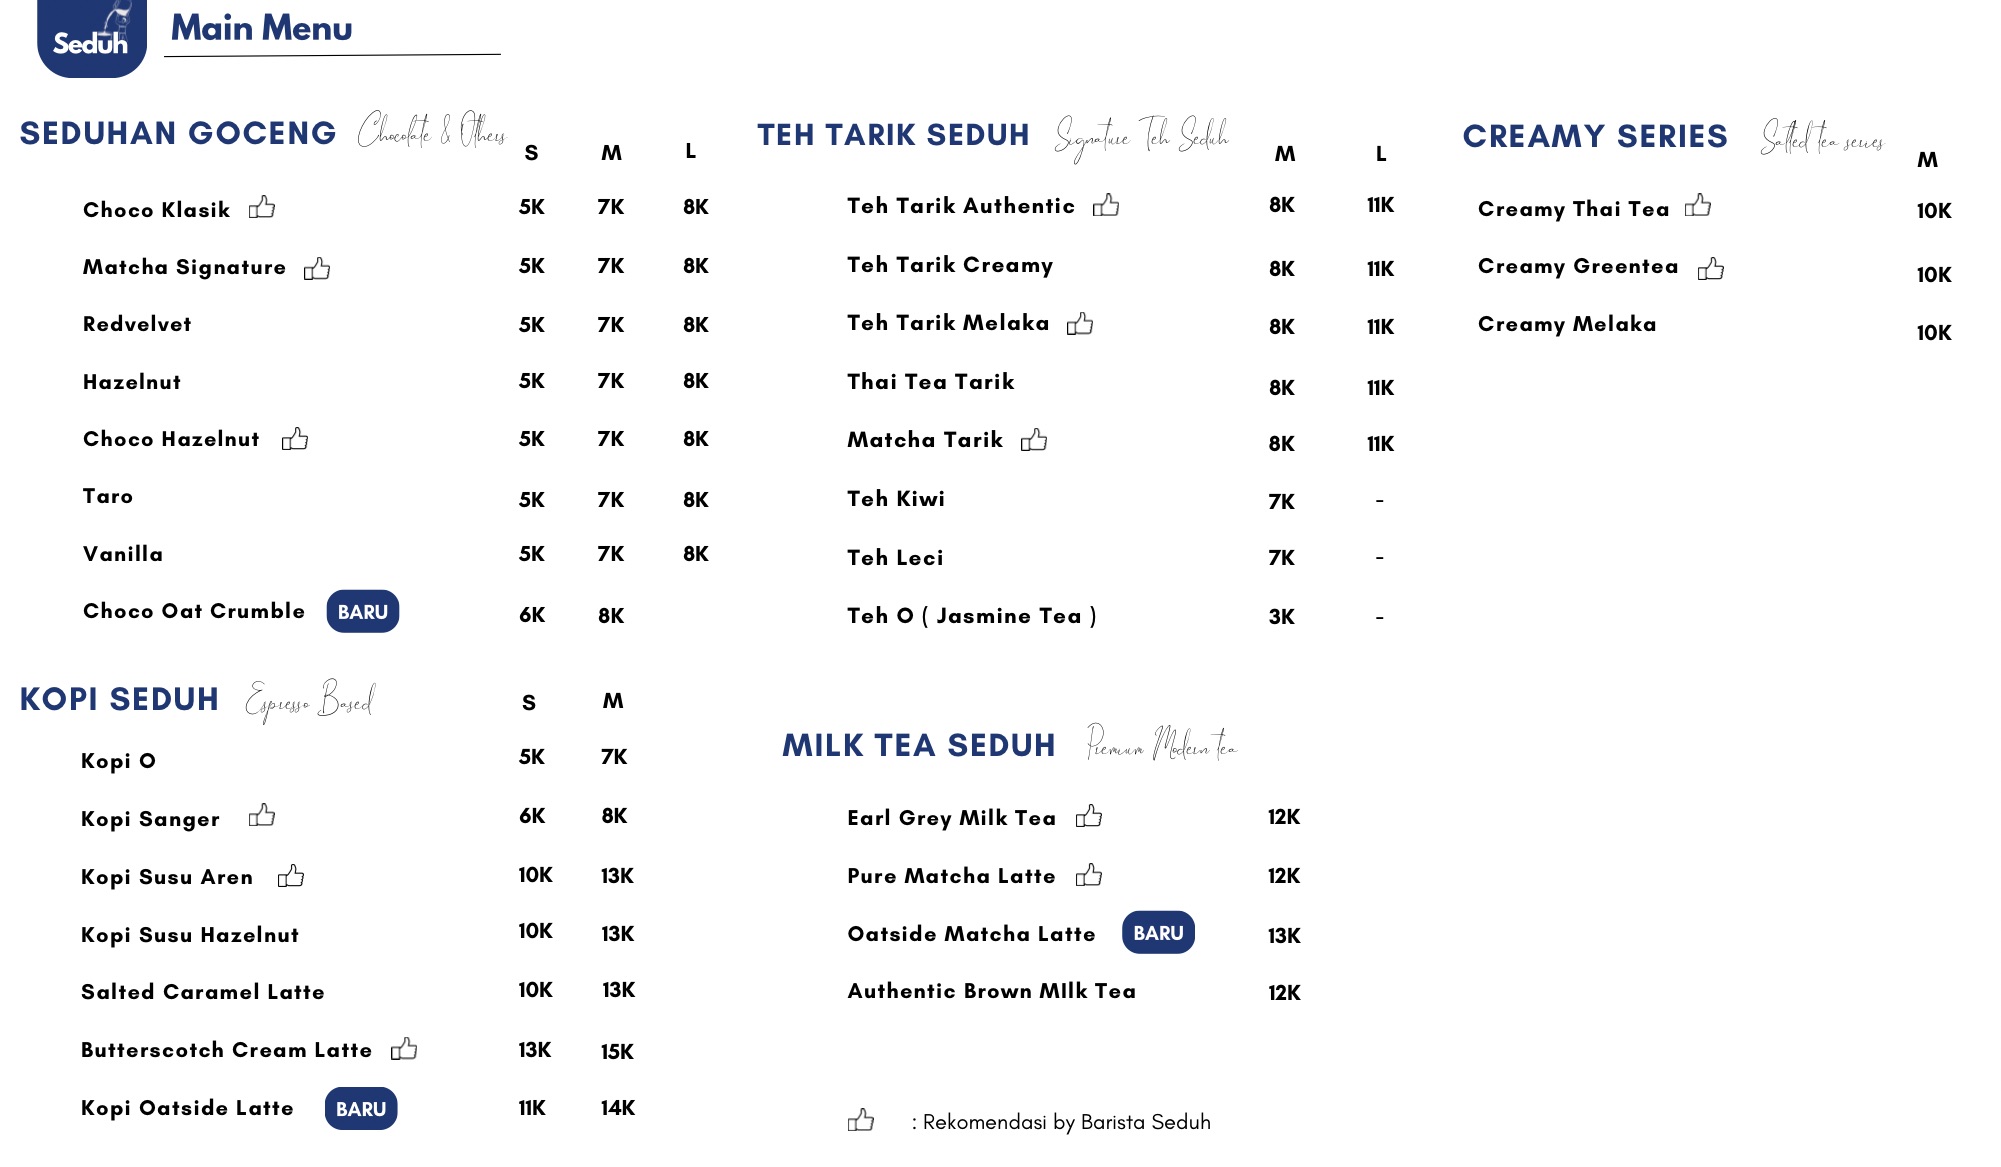 Seduh
Main Menu
SEDUHAN GOCENG Chocolate & Others S M L
Choco Klasik 5K 7K 8K
Matcha Signature 5K 7K 8K
Redvelvet 5K 7K 8K
Hazelnut 5K 7K 8K
Choco Hazelnut 5K 7K 8K
Taro 5K 7K 8K
Vanilla 5K 7K 8K
Choco Oat Crumble BARU 6K 8K
KOPI SEDUH Espresso Based S M
Kopi O 5K 7K
Kopi Sanger 6K 8K
Kopi Susu Aren 10K 13K
Kopi Susu Hazelnut 10K 13K
Salted Caramel Latte 10K 13K
Butterscotch Cream Latte 13K 15K
Kopi Oatside Latte BARU 11K 14K
TEH TARIK SEDUH Signature Teh Seduh M L
Teh Tarik Authentic 8K 11K
Teh Tarik Creamy 8K 11K
Teh Tarik Melaka 8K 11K
Thai Tea Tarik 8K 11K
Matcha Tarik 8K 11K
Teh Kiwi 7K -
Teh Leci 7K -
Teh O ( Jasmine Tea ) 3K -
MILK TEA SEDUH Premium Modern tea
Earl Grey Milk Tea 12K
Pure Matcha Latte 12K
Oatside Matcha Latte BARU 13K
Authentic Brown MIlk Tea 12K
: Rekomendasi by Barista Seduh
CREAMY SERIES Salted tea series M
Creamy Thai Tea 10K
Creamy Greentea 10K
Creamy Melaka 10K